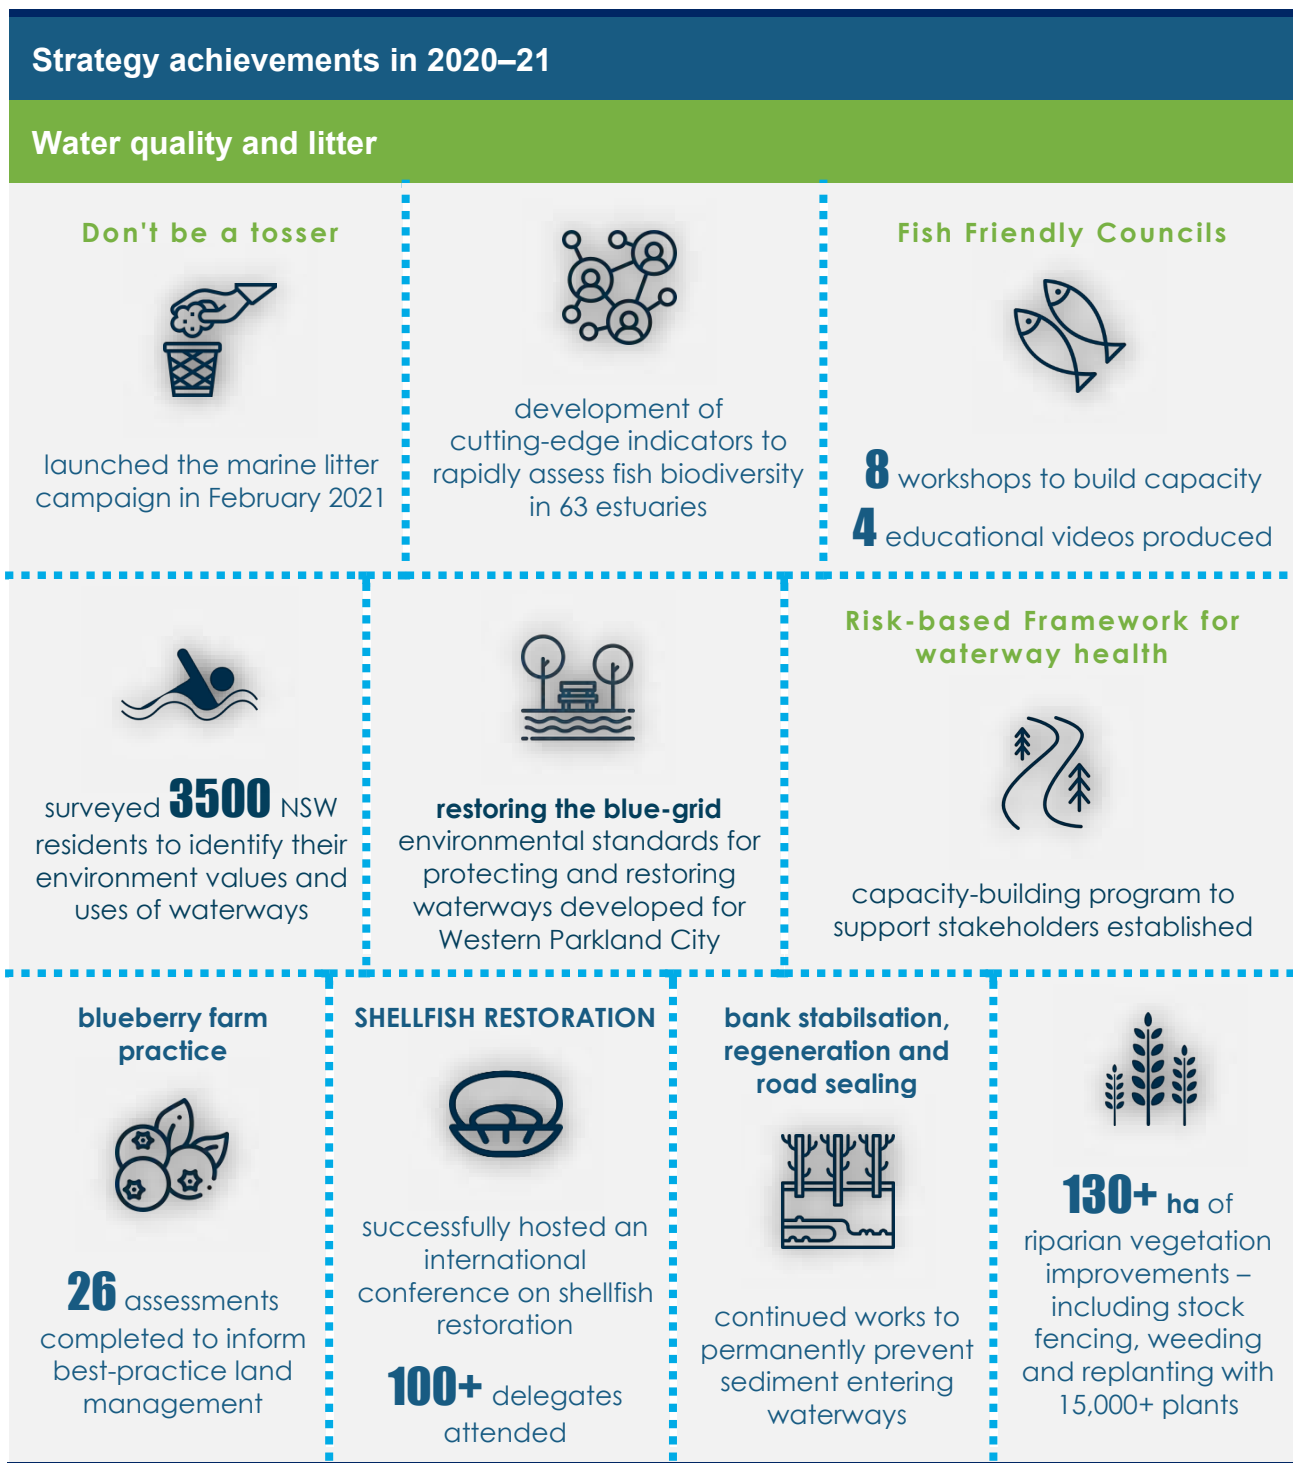 Strategy achievements in 2020–21
Water quality and litter
Don't be a tosser
launched the marine litter
campaign in February 2021
development of
cutting-edge indicators to
rapidly assess fish biodiversity
in 63 estuaries
Fish Friendly Councils
8 workshops to build capacity
4 educational videos produced
surveyed 3500 NSW
residents to identify their
environment values and
uses of waterways
restoring the blue-grid
environmental standards for
protecting and restoring
waterways developed for
Western Parkland City
Risk-based Framework for
waterway health
capacity-building program to
support stakeholders established
blueberry farm
practice
26 assessments
completed to inform
best-practice land
management
SHELLFISH RESTORATION
successfully hosted an
international
conference on shellfish
restoration
100+ delegates
attended
bank stabilsation,
regeneration and
road sealing
continued works to
permanently prevent
sediment entering
waterways
130+ ha of
riparian vegetation
improvements –
including stock
fencing, weeding
and replanting with
15,000+ plants